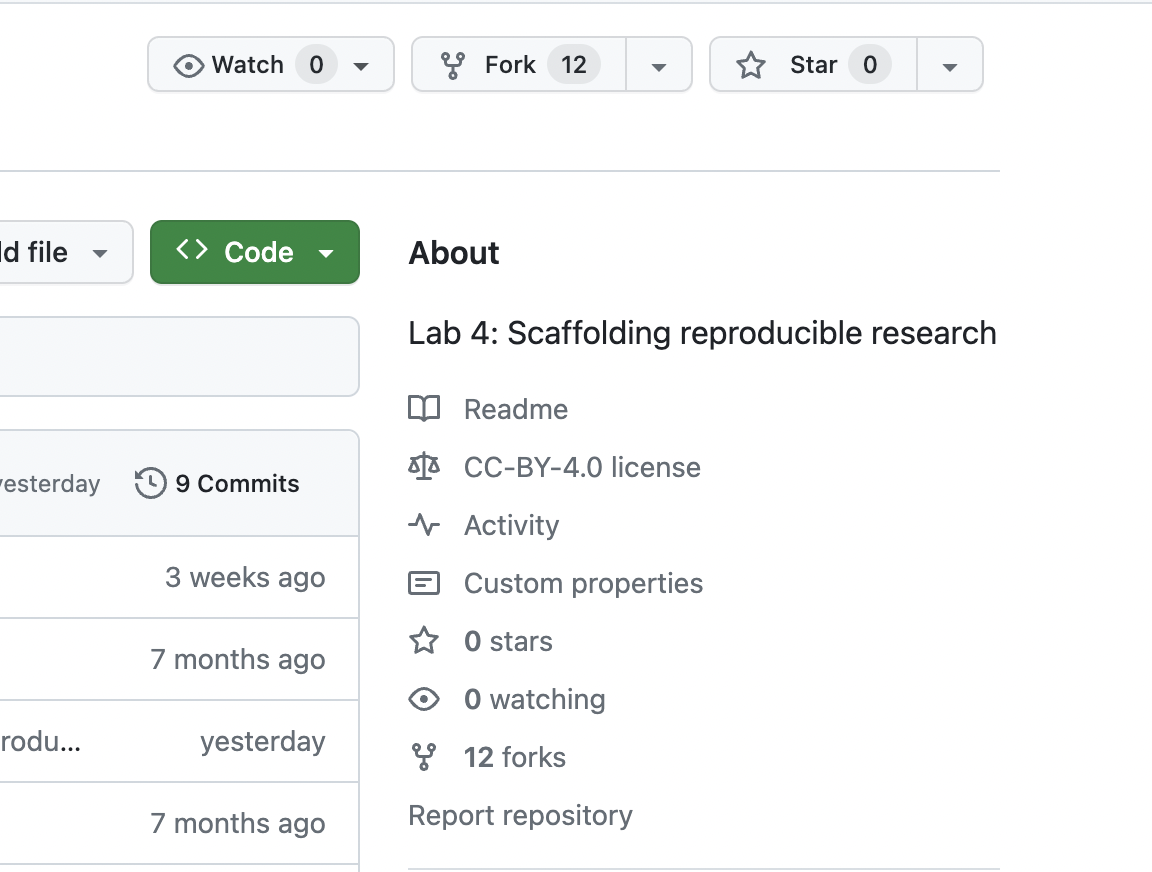 Watch 0 Fork 12 Star 0
file Code About
Lab 4: Scaffolding reproducible research
Readme
CC-BY-4.0 license
yesterday 9 Commits
Activity
3 weeks ago
Custom properties
0 stars
7 months ago
0 watching
rodu... yesterday
12 forks
Report repository
7 months ago